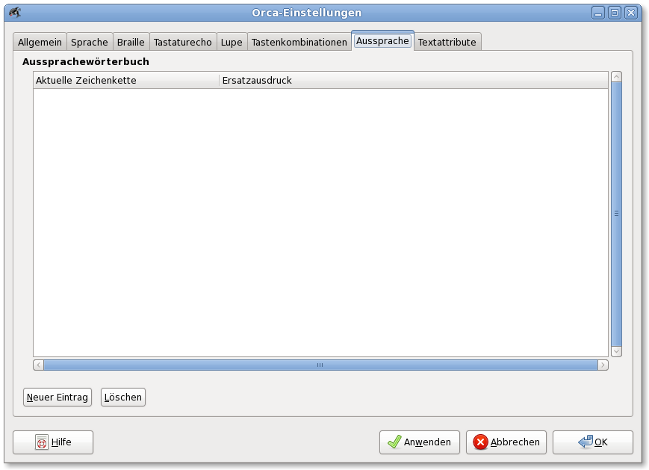 Orca-Einstellungen
Allgemein Sprache Braille Tastaturecho Lupe Tastenkombinationen Aussprache Textattribute
Aussprachewörterbuch
Aktuelle Zeichenkette Ersatzausdruck
Neuer Eintrag Löschen
Hilfe Anwenden Abbrechen OK